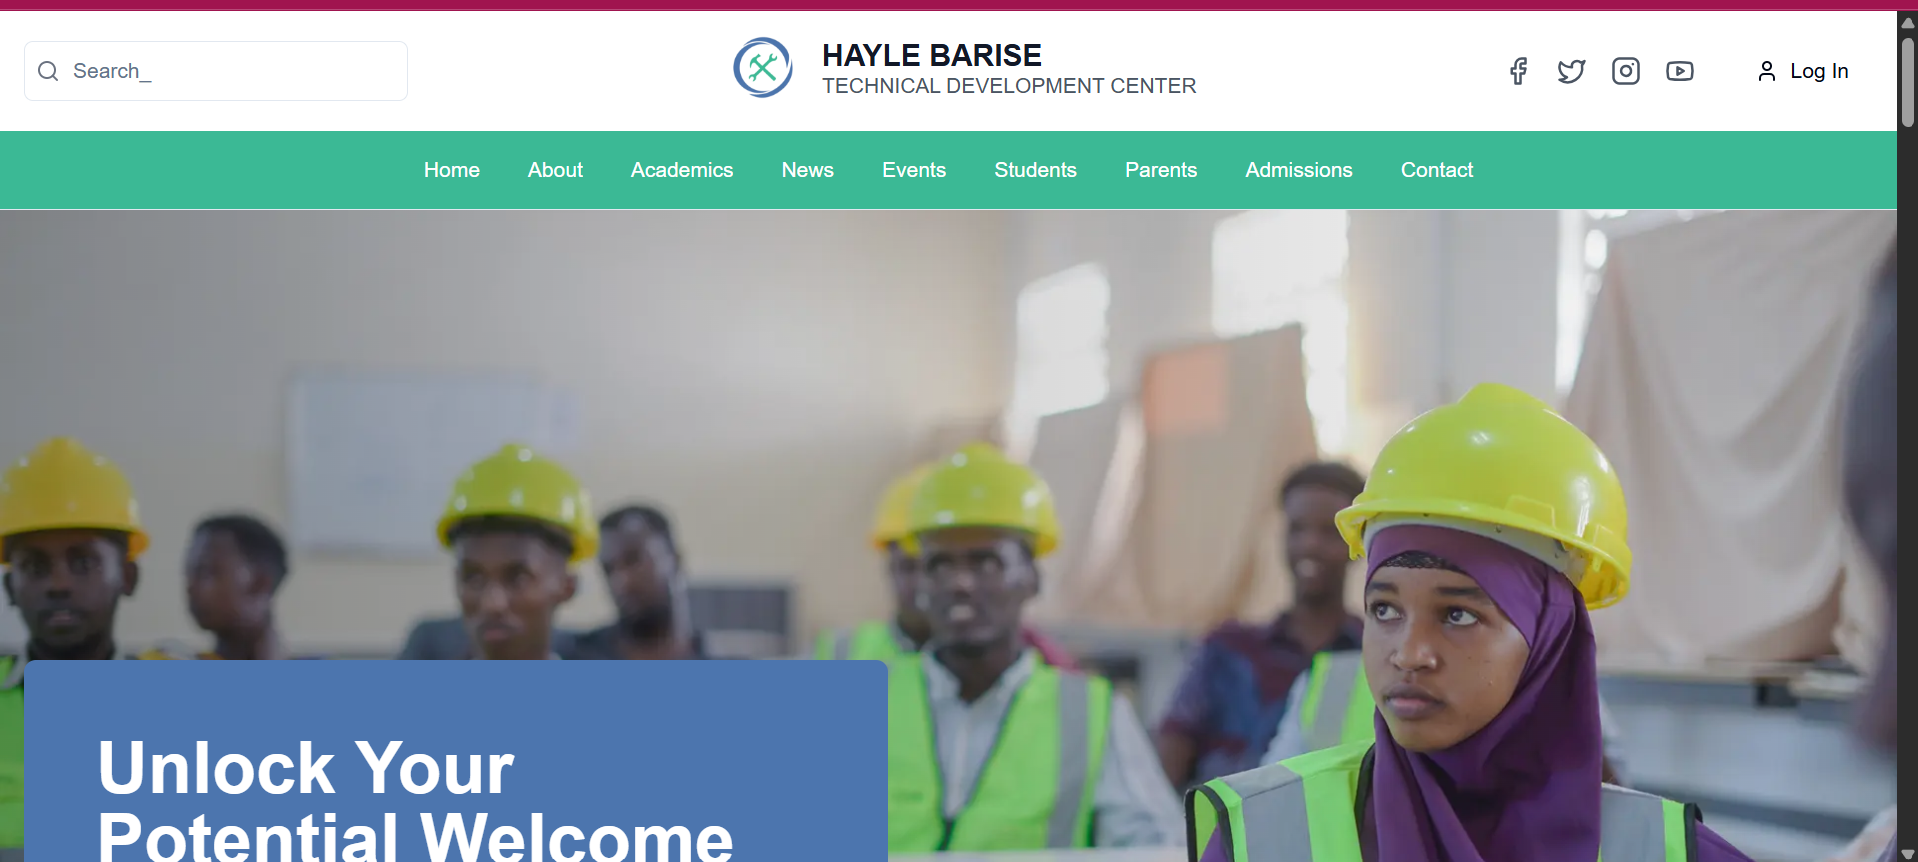 Search_
HAYLE BARISE
TECHNICAL DEVELOPMENT CENTER
Log In
Home About Academics News Events Students Parents Admissions Contact
Unlock Your
Potential Welcome